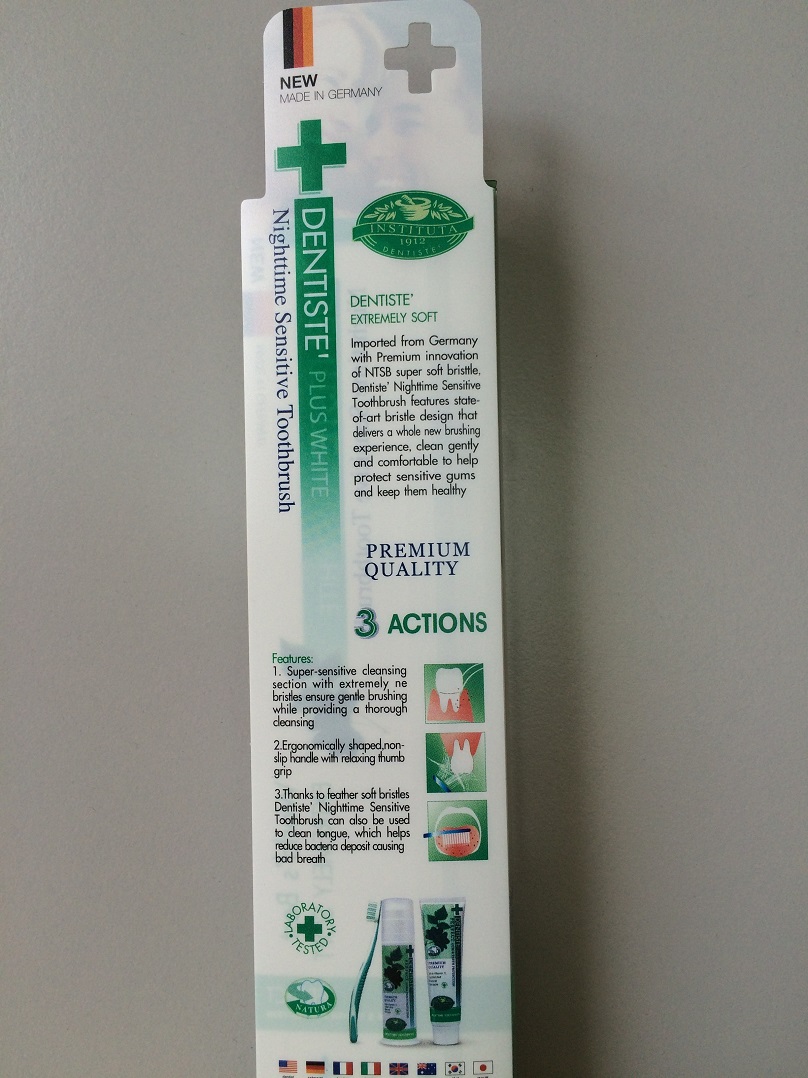 NEW
MADE IN GERMANY
DENTISTE' PLUS WHITE
Nighttime Sensitive Toothbrush
INSTITUTA
1912
DENTISTE'
DENTISTE'
EXTREMELY SOFT
Imported from Germany
with Premium innovation
of NTSB super soft bristtle,
Dentiste' Nighttime Sensitive
Toothbrush features state-
of-art bristle design that
delivers a whole new brushing
experience, clean gently
and comfortable to help
protect sensitive gums
and keep them healthy
PREMIUM
QUALITY
3 ACTIONS
Features:
1. Super-sensitive cleansing
section with extremely ne
bristles ensure gentle brushing
while providing a thorough
cleansing
2.Ergonomically shaped,non-
slip handle with relaxing thumb
grip
3.Thanks to feather soft bristles
Dentiste' Nighttime Sensitive
Toothbrush can also be used
to clean tongue, which helps
reduce bacteria deposit causing
bad breath
LABORATORY
TESTED
NATURA
PREMIUM
QUALITY
PREMIUM
QUALITY